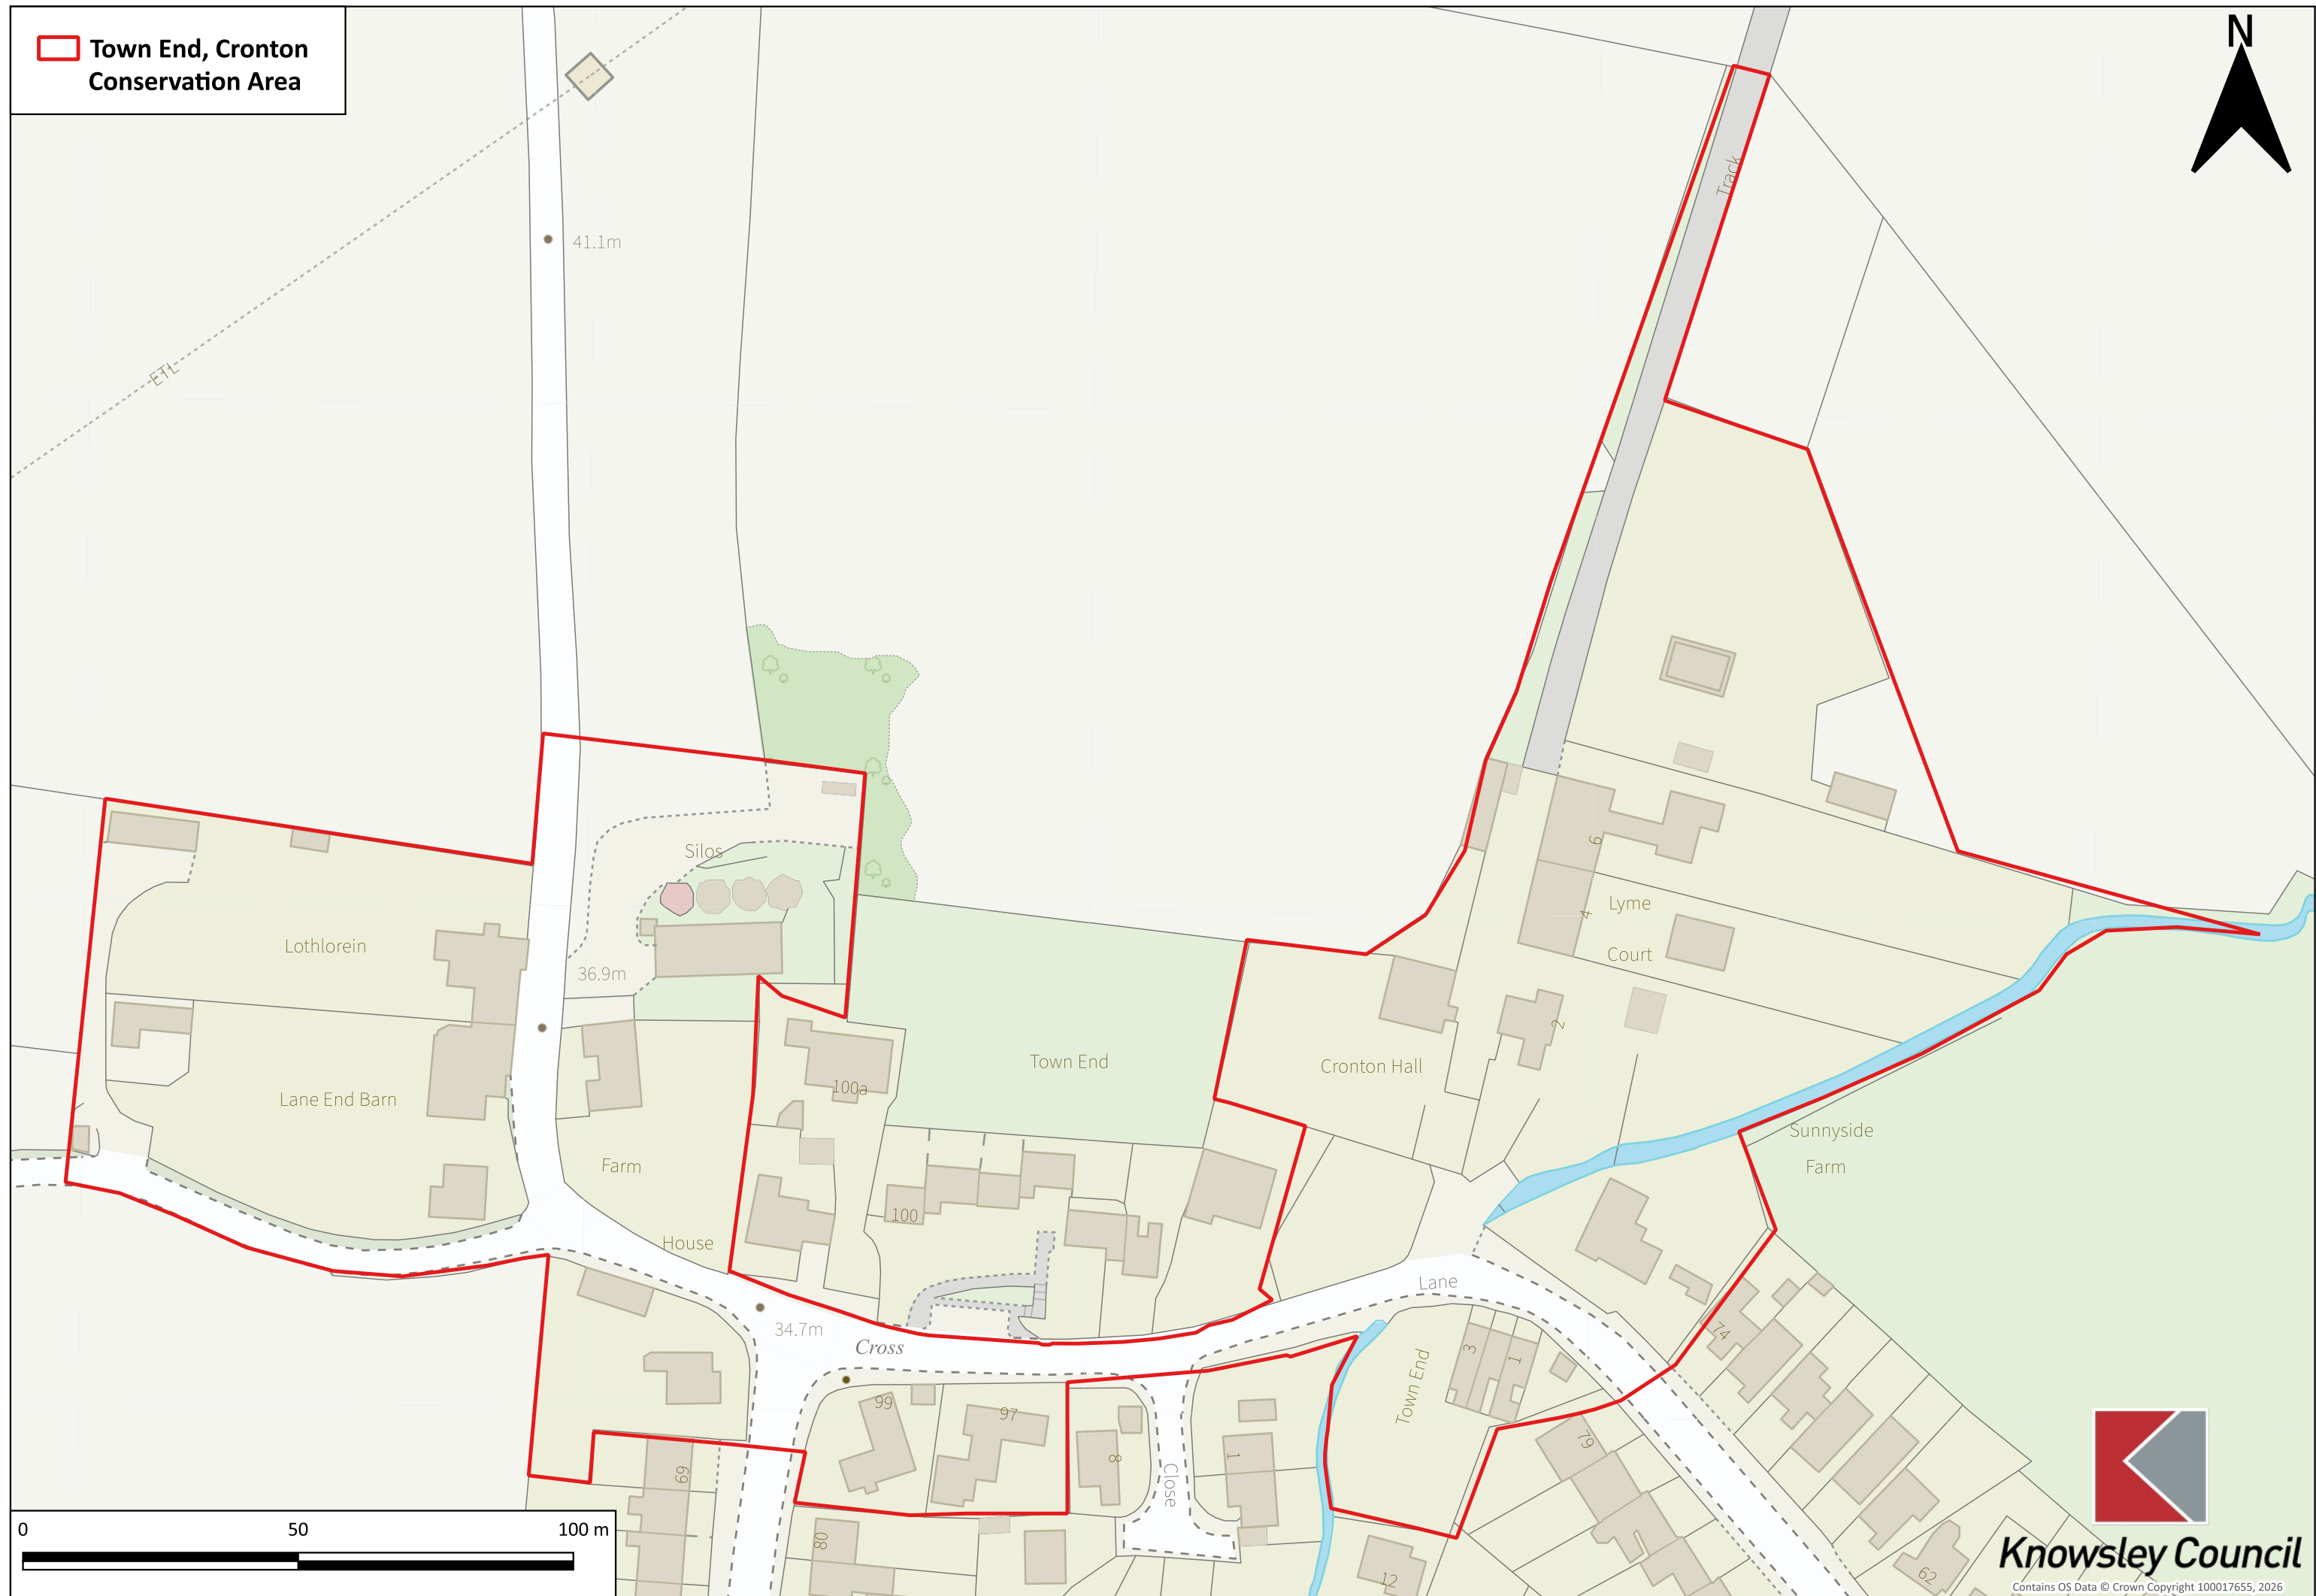 Town End, Cronton
Conservation Area
N
Track
41.1m
ETL
Silos
Lothlorein
36.9m
Lane End Barn
Farm
House
100a
100
Town End
Cronton Hall
6
4
2
Lyme
Court
Sunnyside
Farm
34.7m
Cross
Lane
99
97
8
Close
1
Town End
3
1
74
79
69
80
12
62
0 50 100 m
Knowsley Council
Contains OS Data © Crown Copyright 100017655, 2026